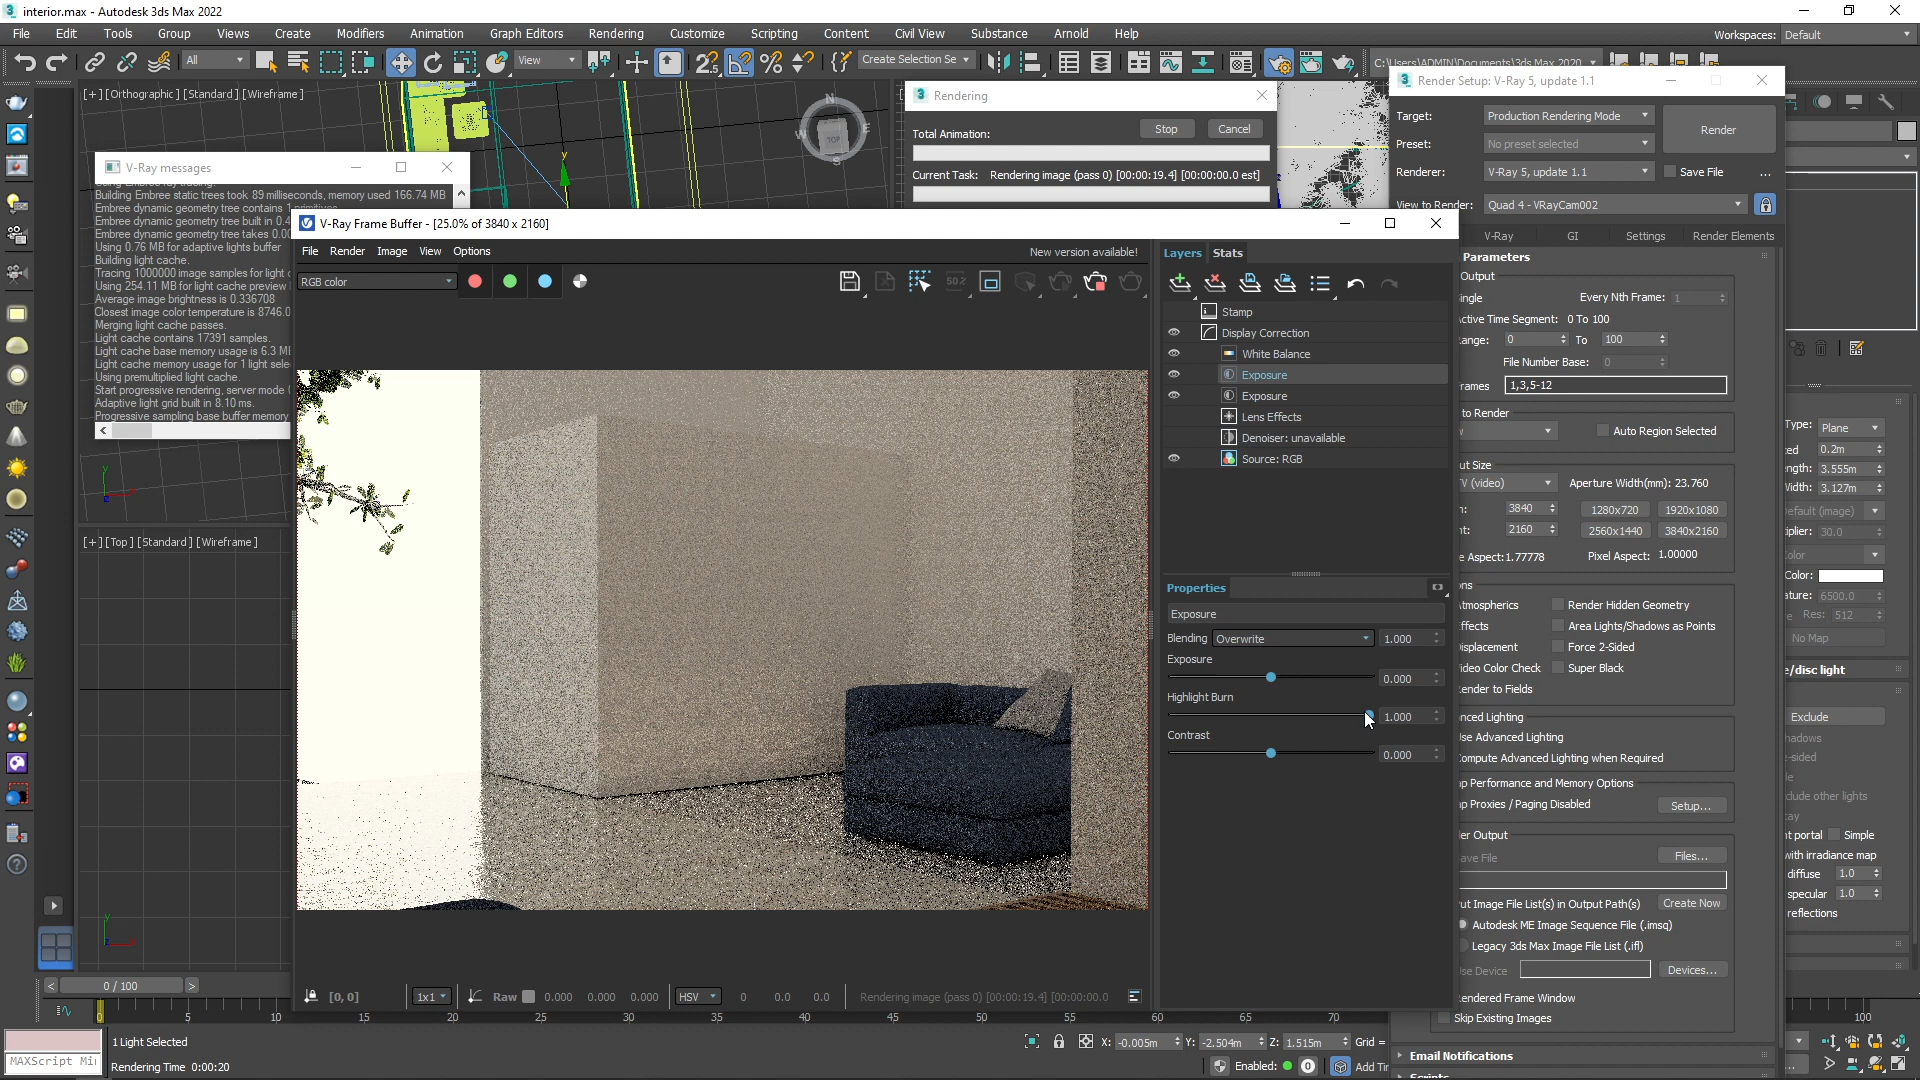 interior.max - Autodesk 3ds Max 2022
File Edit Tools Group Views Create Modifiers Animation Graph Editors Rendering Customize Scripting Content Civil View Substance Arnold Help
Workspaces: Default
All View Create Selection Se
[+] [Orthographic] [Standard] [Wireframe]
N W E S TOP
V-Ray messages
Building Embree static trees took 89 milliseconds, memory used 166.74 MB
Embree dynamic geometry tree contains 1
Embree dynamic geometry tree built in 0.4
Embree dynamic geometry tree takes 0.00
Using 0.76 MB for adaptive lights buffer
Building light cache.
Tracing 1000000 image samples for light
Using 254.11 MB for light cache preview
Average image brightness is 0.336708
Closest image color temperature is 8746.0
Merging light cache passes.
Light cache contains 17391 samples.
Light cache base memory usage is 6.3 M
Light cache memory usage for 1 light sele
Using premultiplied light cache.
Start progressive rendering, server mode
Adaptive light grid built in 8.10 ms.
Progressive sampling base buffer memory
[+] [Top] [Standard] [Wireframe]
Rendering
Total Animation: Stop Cancel
Current Task: Rendering image (pass 0) [00:00:19.4] [00:00:00.0 est]
V-Ray Frame Buffer - [25.0% of 3840 x 2160]
File Render Image View Options
New version available!
RGB color
Layers Stats
Stamp
Display Correction
White Balance
Exposure
Exposure
Lens Effects
Denoiser: unavailable
Source: RGB
Properties
Exposure
Blending Overwrite 1.000
Exposure
0.000
Highlight Burn
1.000
Contrast
0.000
[0, 0] 1x1 Raw 0.000 0.000 0.000 HSV 0 0.0 0.0 Rendering image (pass 0) [00:00:19.4] [00:00:00.0
Render Setup: V-Ray 5, update 1.1
Target: Production Rendering Mode
Render
Preset: No preset selected
Renderer: V-Ray 5, update 1.1 Save File ...
View to Render: Quad 4 - VRayCam002
V-Ray GI Settings Render Elements
Parameters
Output
ingle Every Nth Frame: 1
Active Time Segment: 0 To 100
ange: 0 To 100
File Number Base: 0
rames 1,3,5-12
to Render
Auto Region Selected
ut Size
TV (video) Aperture Width(mm): 23.760
3840 1280x720 1920x1080
2160 2560x1440 3840x2160
e Aspect:1.77778 Pixel Aspect: 1.00000
ons
tmospherics Render Hidden Geometry
ffects Area Lights/Shadows as Points
isplacement Force 2-Sided
ideo Color Check Super Black
ender to Fields
nced Lighting
Use Advanced Lighting
Compute Advanced Lighting when Required
ap Performance and Memory Options
ap Proxies / Paging Disabled Setup...
er Output
ave File Files...
ut Image File List(s) in Output Path(s) Create Now
Autodesk ME Image Sequence File (.imsq)
Legacy 3ds Max Image File List (.ifl)
se Device Devices...
endered Frame Window
Skip Existing Images
Email Notifications
Type: Plane
0.2m
ngth: 3.555m
Width: 3.127m
efault (image)
iplier: 30.0
olor
Color:
ature: 6500.0
Res: 512
No Map
e/disc light
Exclude
hadows
-sided
clude other lights
cay
t portal Simple
with irradiance map
diffuse 1.0
specular 1.0
reflections
0 / 100
0 5 10 15 20 25 30 35 40 45 50 55 60 65 70 100
1 Light Selected
MAXScript Mi
Rendering Time 0:00:20
X: -0.005m Y: -2.504m Z: 1.515m Grid =
Enabled: 0 Add Ti